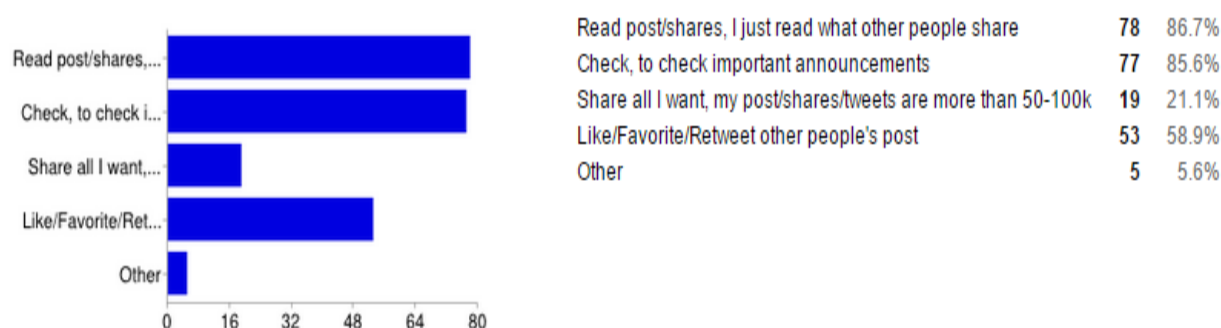 Read post/shares,...
Check, to check i...
Share all I want,...
Like/Favorite/Ret...
Other
0 16 32 48 64 80
Read post/shares, I just read what other people share 78 86.7%
Check, to check important announcements 77 85.6%
Share all I want, my post/shares/tweets are more than 50-100k 19 21.1%
Like/Favorite/Retweet other people's post 53 58.9%
Other 5 5.6%